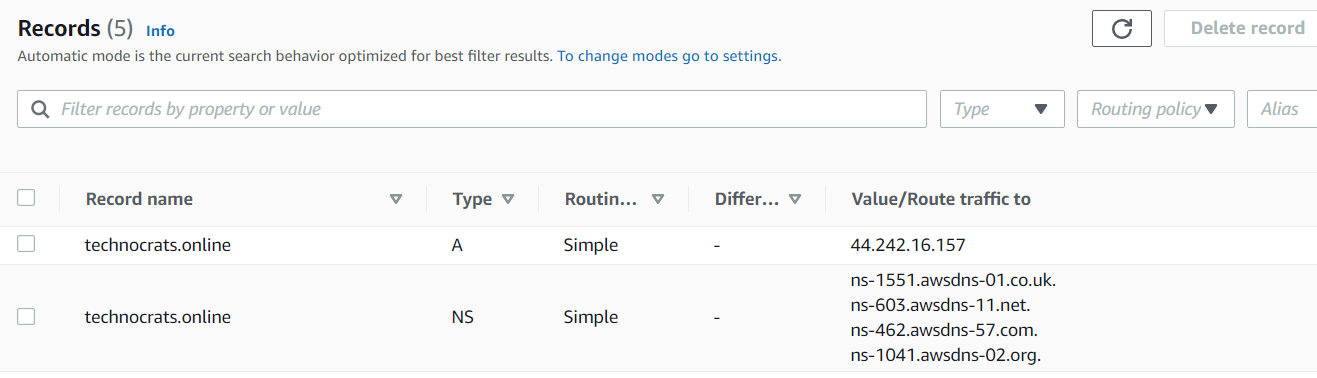 Records (5) Info
Delete record
Automatic mode is the current search behavior optimized for best filter results. To change modes go to settings.
Filter records by property or value
Type
Routing policy
Alias
Record name Type Routin... Differ... Value/Route traffic to
technocrats.online A Simple - 44.242.16.157
technocrats.online NS Simple - ns-1551.awsdns-01.co.uk.
ns-603.awsdns-11.net.
ns-462.awsdns-57.com.
ns-1041.awsdns-02.org.